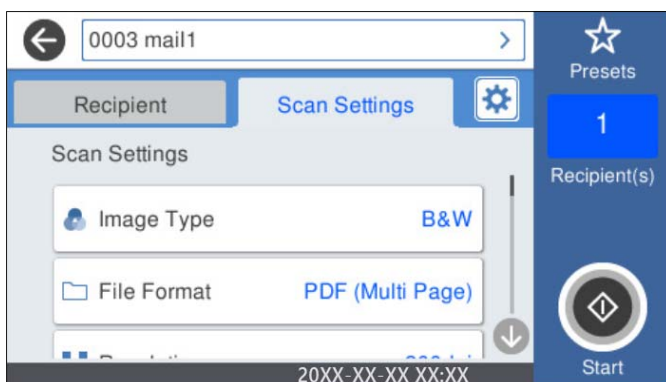 0003 mail1 >
Presets
Recipient
Scan Settings
1
Recipient(s)
Scan Settings
Image Type B&W
File Format PDF (Multi Page)
20XX-XX-XX XX:XX
Start